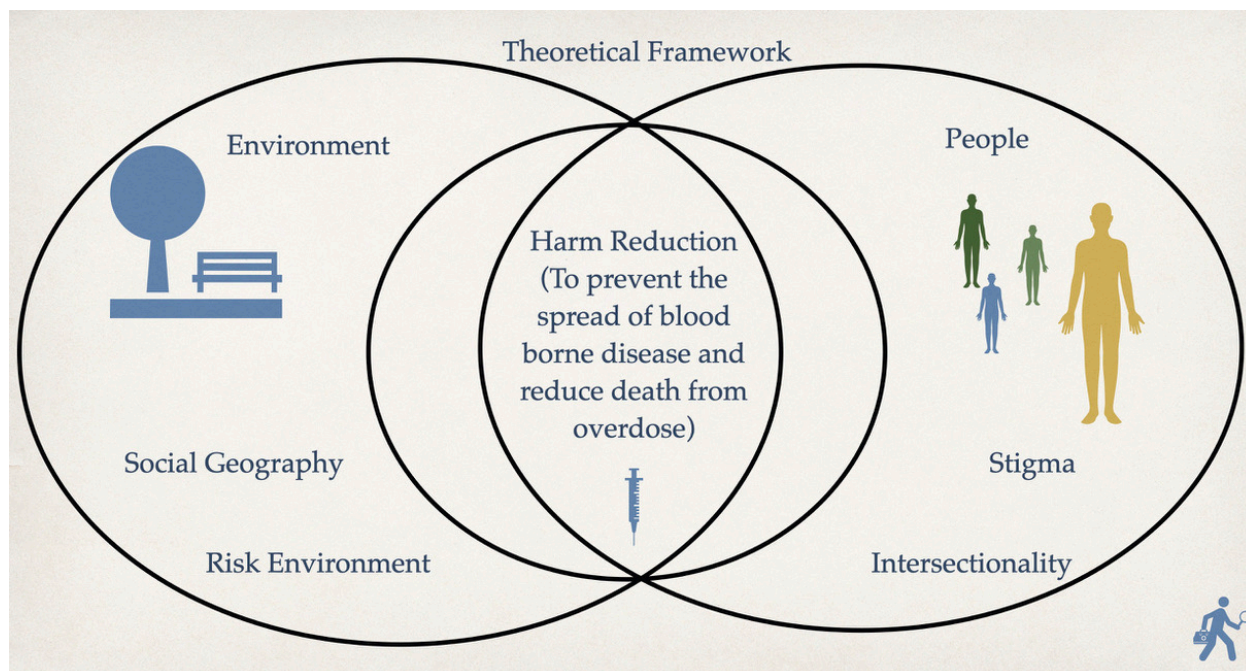 Theoretical Framework
Environment
Social Geography
Risk Environment
Harm Reduction
(To prevent the
spread of blood
borne disease and
reduce death from
overdose)
People
Stigma
Intersectionality